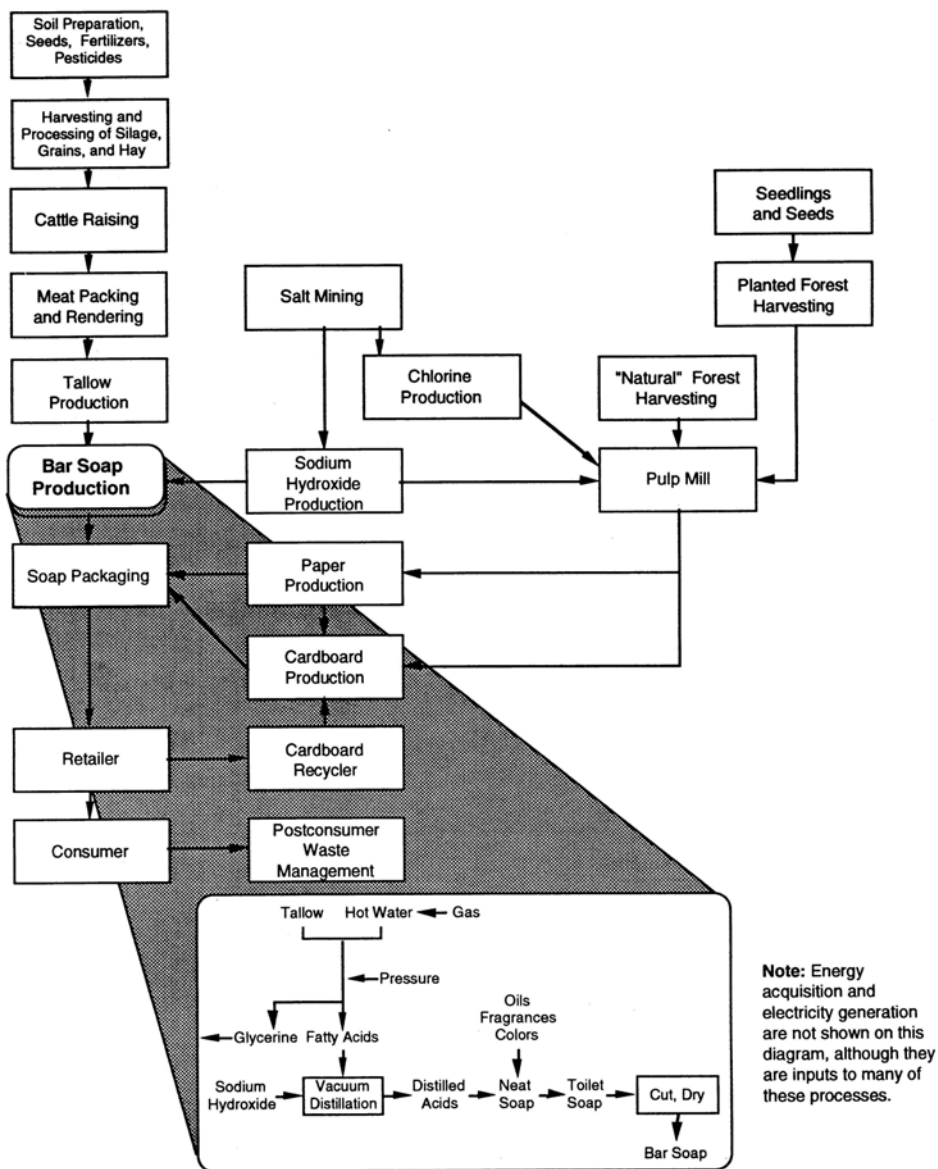 Soil Preparation,
Seeds, Fertilizers,
Pesticides
Harvesting and
Processing of Silage,
Grains, and Hay
Cattle Raising
Meat Packing
and Rendering
Tallow
Production
Bar Soap
Production
Soap Packaging
Retailer
Consumer
Salt Mining
Chlorine
Production
Sodium
Hydroxide
Production
Paper
Production
Cardboard
Production
Cardboard
Recycler
Postconsumer
Waste
Management
Seedlings
and Seeds
Planted Forest
Harvesting
"Natural" Forest
Harvesting
Pulp Mill
Tallow
Hot Water
Gas
Pressure
Glycerine
Fatty Acids
Oils
Fragrances
Colors
Sodium
Hydroxide
Vacuum
Distillation
Distilled
Acids
Neat
Soap
Toilet
Soap
Cut, Dry
Bar Soap
Note: Energy
acquisition and
electricity generation
are not shown on this
diagram, although they
are inputs to many of
these processes.